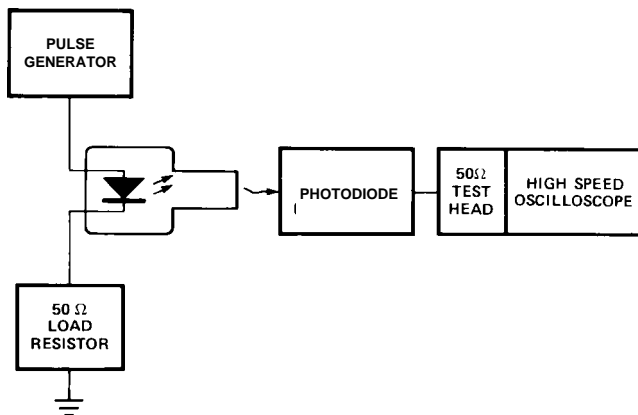 PULSE
GENERATOR
PHOTODIODE
50Ω
TEST
HEAD
HIGH SPEED
OSCILLOSCOPE
50 Ω
LOAD
RESISTOR